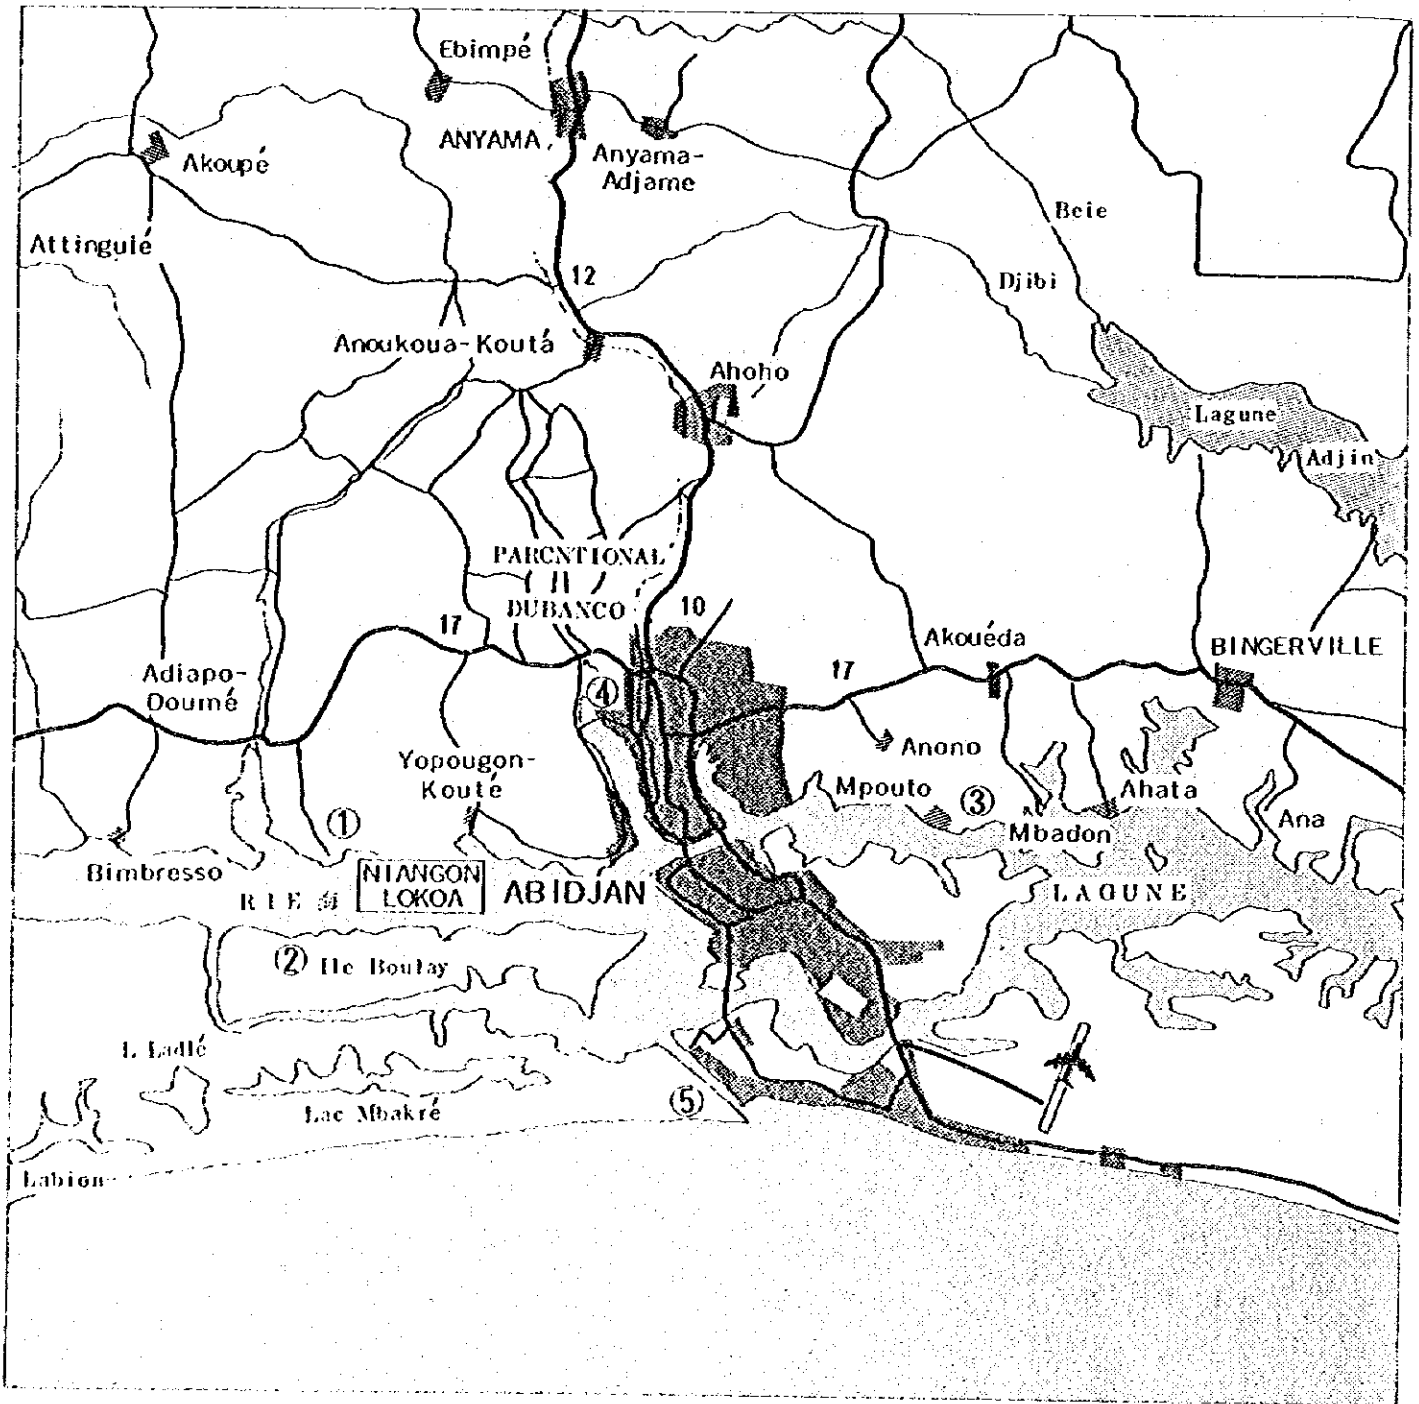 Ebimpé
ANYAMA
Anyama-
Adjame
Akoupé
Attinguié
Beie
Djibi
12
Anoukoua-Koutá
Ahoho
Lagune
Adjin
PARCNTIONAL
DUBANCO
10
17
17
Akouéda
BINGERVILLE
Adiapo-
Doumé
④
Yopougon-
Kouté
Anono
Mpouto
③
Ahata
Mbadon
Ana
①
Bimbresso
RIE
NIANGON
LOKOA
ABIDJAN
LAGUNE
② Ile Boulay
I. Ladlé
Lac Mbakré
⑤
Labion